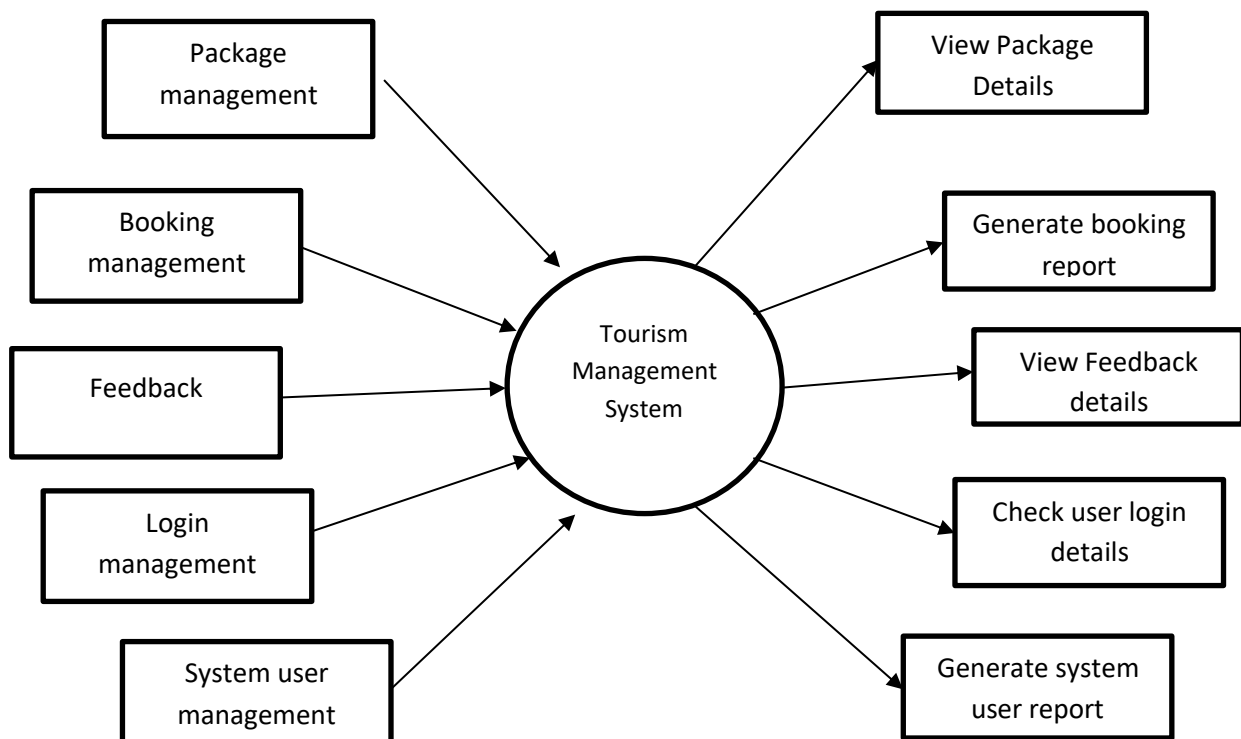 Package
management
Booking
management
Feedback
Login
management
System user
management
Tourism
Management
System
View Package
Details
Generate booking
report
View Feedback
details
Check user login
details
Generate system
user report